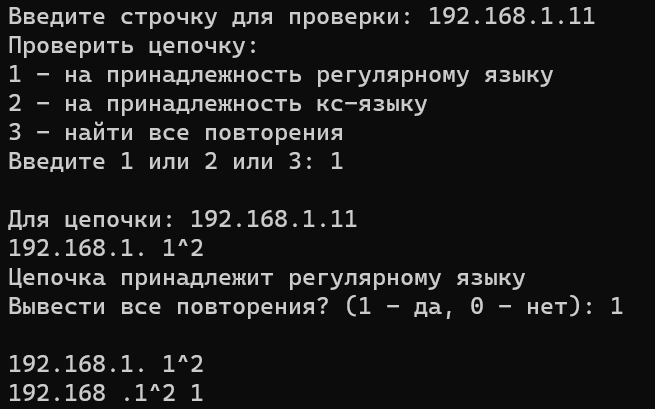 Введите строчку для проверки: 192.168.1.11
Проверить цепочку:
1 – на принадлежность регулярному языку
2 – на принадлежность кс-языку
3 – найти все повторения
Введите 1 или 2 или 3: 1
Для цепочки: 192.168.1.11
192.168.1. 1^2
Цепочка принадлежит регулярному языку
Вывести все повторения? (1 – да, 0 – нет): 1
192.168.1. 1^2
192.168 .1^2 1